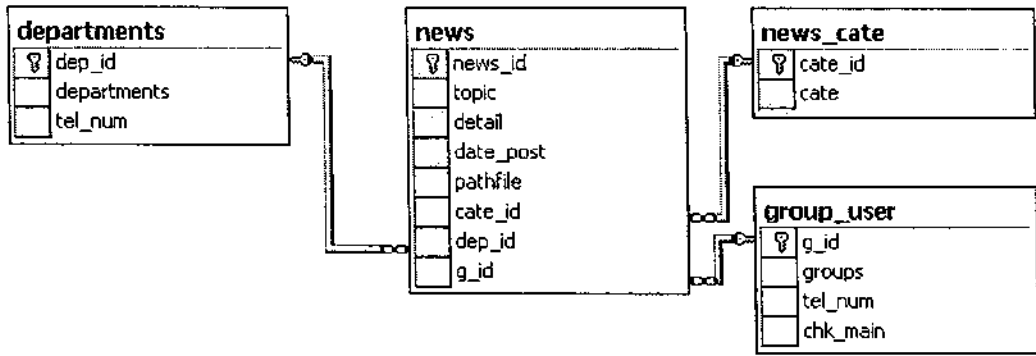 departments
dep_id
departments
tel_num
news
news_id
topic
detail
date_post
pathfile
cate_id
dep_id
g_id
news_cate
cate_id
cate
group_user
g_id
groups
tel_num
chk_main